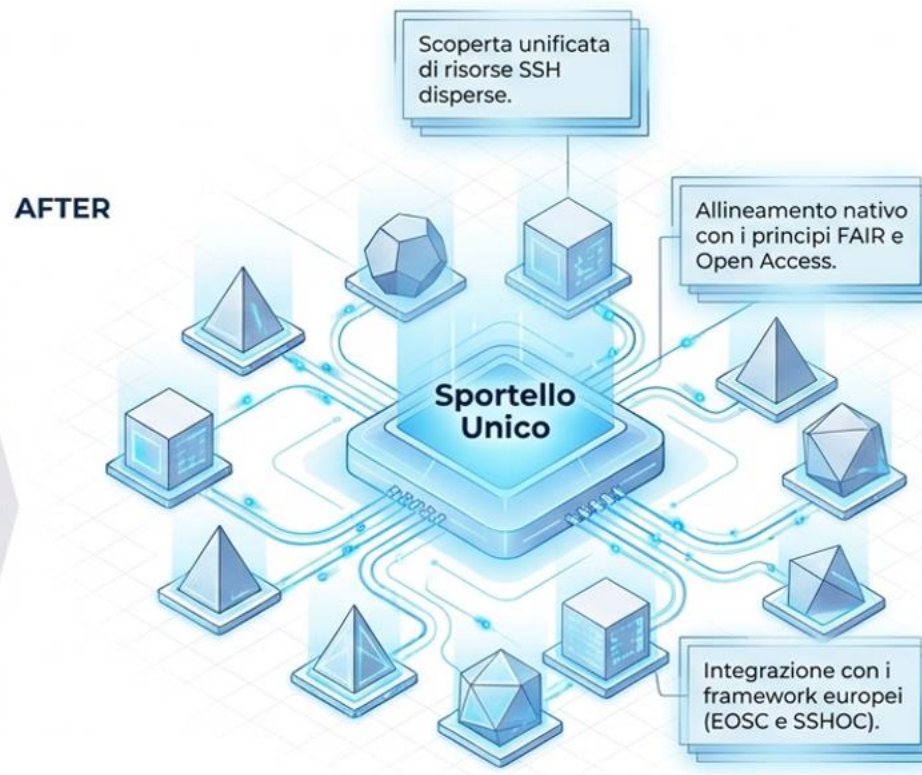 Scoperta unificata
di risorse SSH
disperse.
AFTER
Allineamento nativo
con i principi FAIR e
Open Access.
Sportello
Unico
Integrazione con i
framework europei
(EOSC e SSHOC).